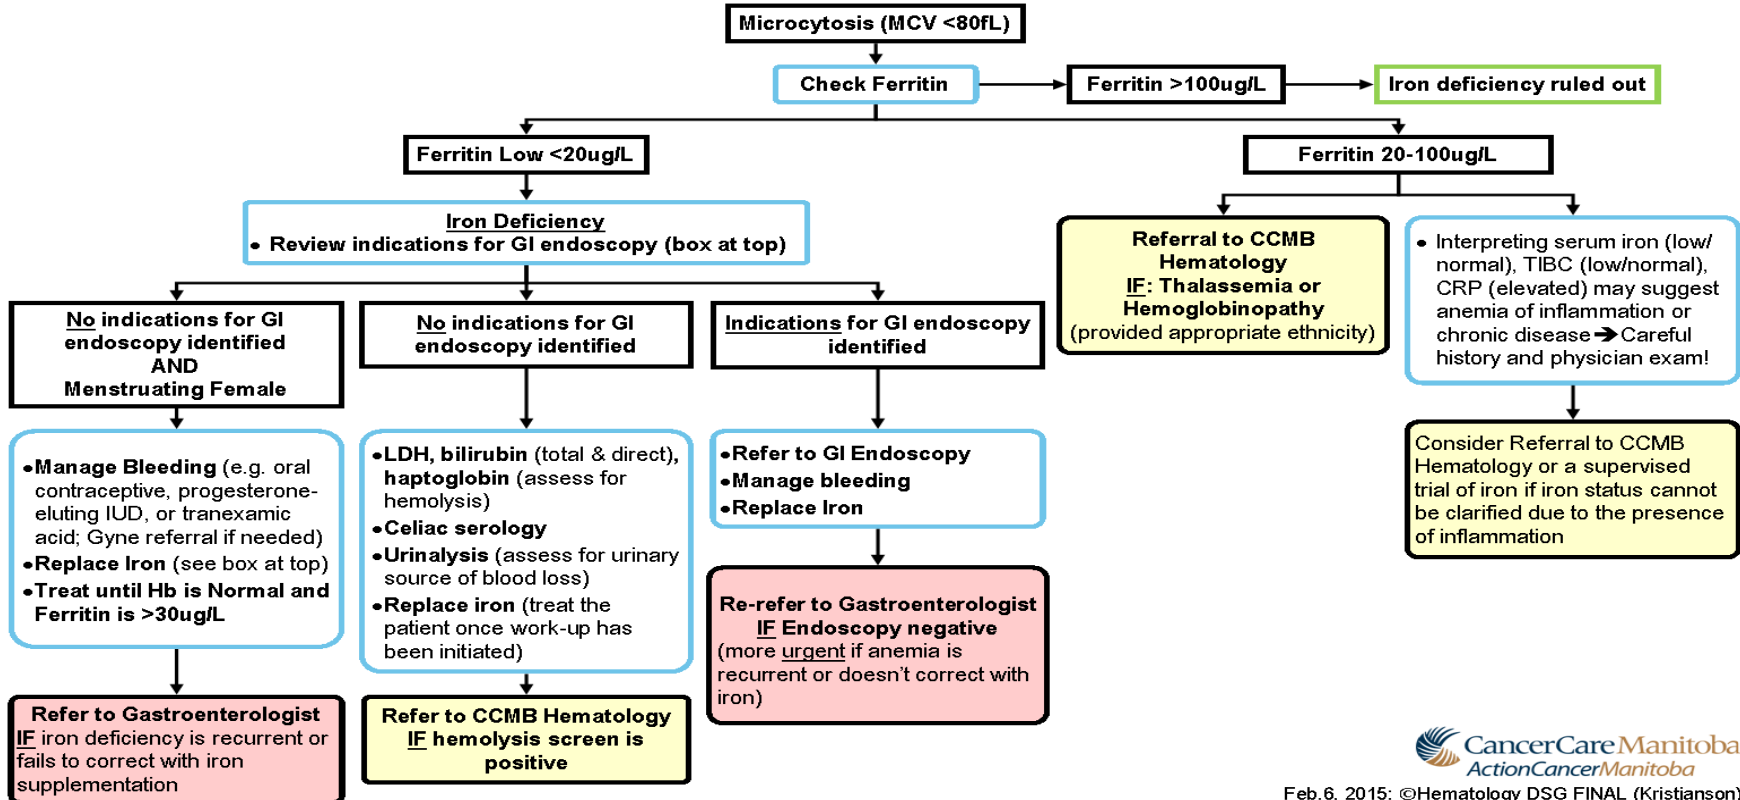 Microcytosis (MCV <80fL)
Check Ferritin
Ferritin >100ug/L
Iron deficiency ruled out
Ferritin Low <20ug/L
Ferritin 20-100ug/L
Iron Deficiency
• Review indications for GI endoscopy (box at top)
No indications for GI
endoscopy identified
AND
Menstruating Female
No indications for GI
endoscopy identified
Indications for GI endoscopy
identified
Referral to CCMB
Hematology
IF: Thalassemia or
Hemoglobinopathy
(provided appropriate ethnicity)
• Interpreting serum iron (low/
normal), TIBC (low/normal),
CRP (elevated) may suggest
anemia of inflammation or
chronic disease ➔ Careful
history and physician exam!
•Manage Bleeding (e.g. oral
contraceptive, progesterone-
eluting IUD, or tranexamic
acid; Gyne referral if needed)
•Replace Iron (see box at top)
•Treat until Hb is Normal and
Ferritin is >30ug/L
•LDH, bilirubin (total & direct),
haptoglobin (assess for
hemolysis)
•Celiac serology
•Urinalysis (assess for urinary
source of blood loss)
•Replace iron (treat the
patient once work-up has
been initiated)
•Refer to GI Endoscopy
•Manage bleeding
•Replace Iron
Consider Referral to CCMB
Hematology or a supervised
trial of iron if iron status cannot
be clarified due to the presence
of inflammation
Refer to Gastroenterologist
IF iron deficiency is recurrent or
fails to correct with iron
supplementation
Refer to CCMB Hematology
IF hemolysis screen is
positive
Re-refer to Gastroenterologist
IF Endoscopy negative
(more urgent if anemia is
recurrent or doesn't correct with
iron)
CancerCare Manitoba
ActionCancerManitoba
Feb.6, 2015: ©Hematology DSG FINAL (Kristianson)